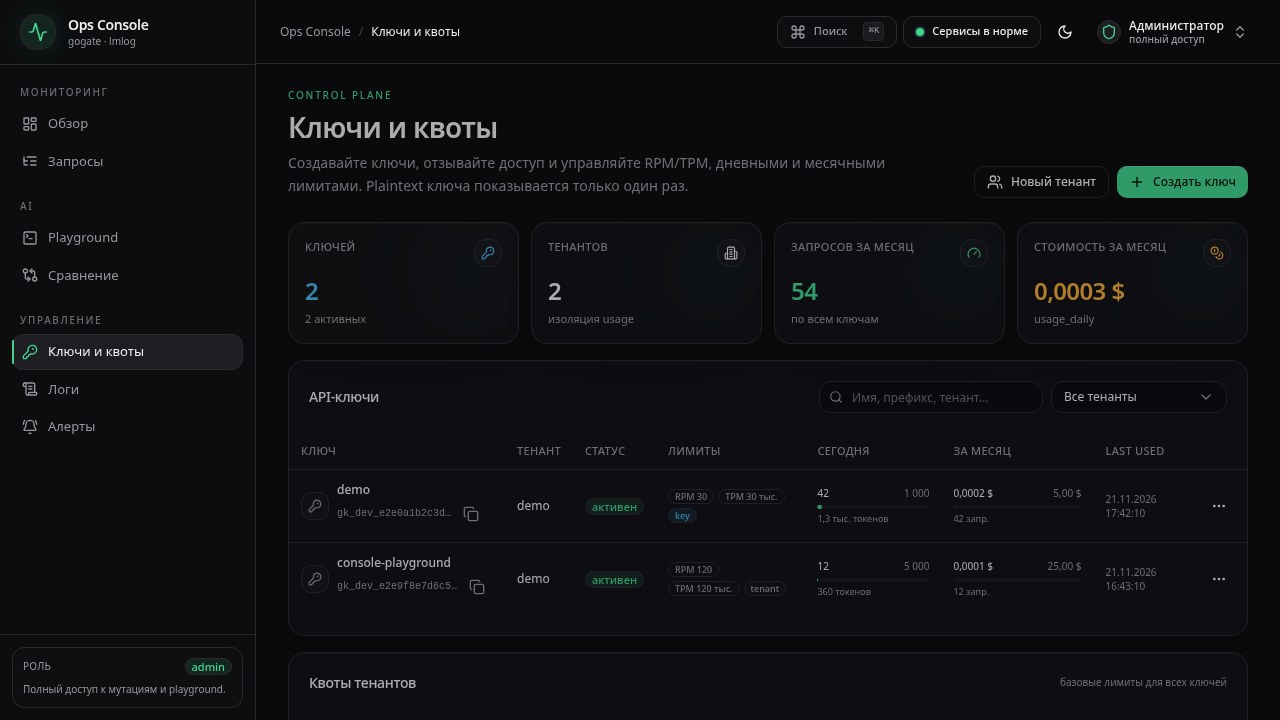 Ops Console
gogate · lmlog
МОНИТОРИНГ
Обзор
Запросы
AI
Playground
Сравнение
УПРАВЛЕНИЕ
Ключи и квоты
Логи
Алерты
РОЛЬ
admin
Полный доступ к мутациям и playground.
Ops Console / Ключи и квоты
Поиск ⌘K
Сервисы в норме
Администратор
полный доступ
CONTROL PLANE
Ключи и квоты
Создавайте ключи, отзывайте доступ и управляйте RPM/TPM, дневными и месячными
лимитами. Plaintext ключа показывается только один раз.
Новый тенант
Создать ключ
КЛЮЧЕЙ
2
2 активных
ТЕНАНТОВ
2
изоляция usage
ЗАПРОСОВ ЗА МЕСЯЦ
54
по всем ключам
СТОИМОСТЬ ЗА МЕСЯЦ
0,0003 $
usage_daily
API-ключи
Имя, префикс, тенант…
Все тенанты
КЛЮЧ ТЕНАНТ СТАТУС ЛИМИТЫ СЕГОДНЯ ЗА МЕСЯЦ LAST USED
demo
gk_dev_e2e0a1b2c3d…
demo
активен
RPM 30 TPM 30 тыс.
key
42 1 000
1,3 тыс. токенов
0,0002 $ 5,00 $
42 запр.
21.11.2026
17:42:10
console-playground
gk_dev_e2e9f8e7d6c5…
demo
активен
RPM 120
TPM 120 тыс. tenant
12 5 000
360 токенов
0,0001 $ 25,00 $
12 запр.
21.11.2026
16:43:10
Квоты тенантов
базовые лимиты для всех ключей